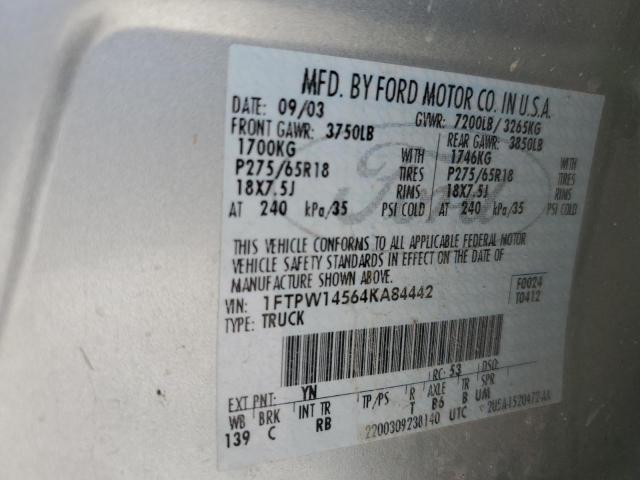 MFD. BY FORD MOTOR CO. IN U.S.A.
DATE: 09/03 GVWR: 7200LB/3265KG
FRONT GAWR: 3750LB REAR GAWR: 3850LB
1700KG WITH 1746KG WITH
P275/65R18 TIRES P275/65R18 TIRES
18X7.5J RIMS 18X7.5J RIMS
AT 240 kPa/35 PSI COLD AT 240 kPa/35 PSI COLD
Ford
THIS VEHICLE CONFORMS TO ALL APPLICABLE FEDERAL MOTOR
VEHICLE SAFETY STANDARDS IN EFFECT ON THE DATE OF
MANUFACTURE SHOWN ABOVE.
VIN: 1FTPW14564KA84442
F0024
T0412
TYPE: TRUCK
EXT PNT: YN RC: 53 DSO:
WB BRK INT TR TP/PS R AXLE TR SPR
139 C RB T B6 B UM
2200309238140 UTC